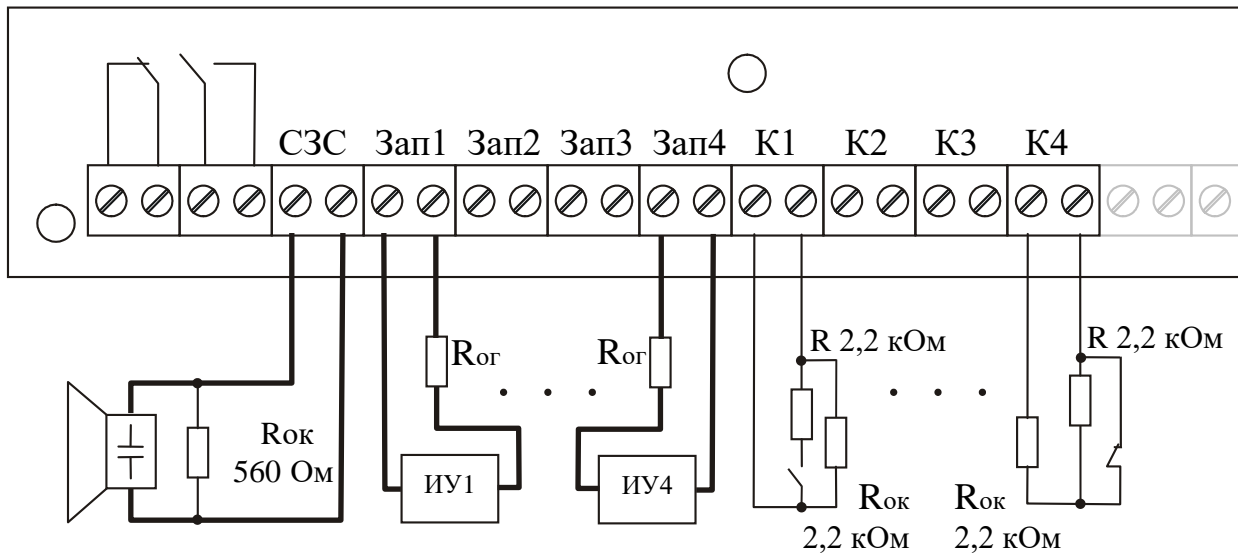 СЗС Зап1 Зап2 Зап3 Зап4 К1 К2 К3 К4
Rог
Rог
R 2,2 кОм
R 2,2 кОм
Rок
560 Ом
ИУ1
ИУ4
Rок
2,2 кОм
Rок
2,2 кОм